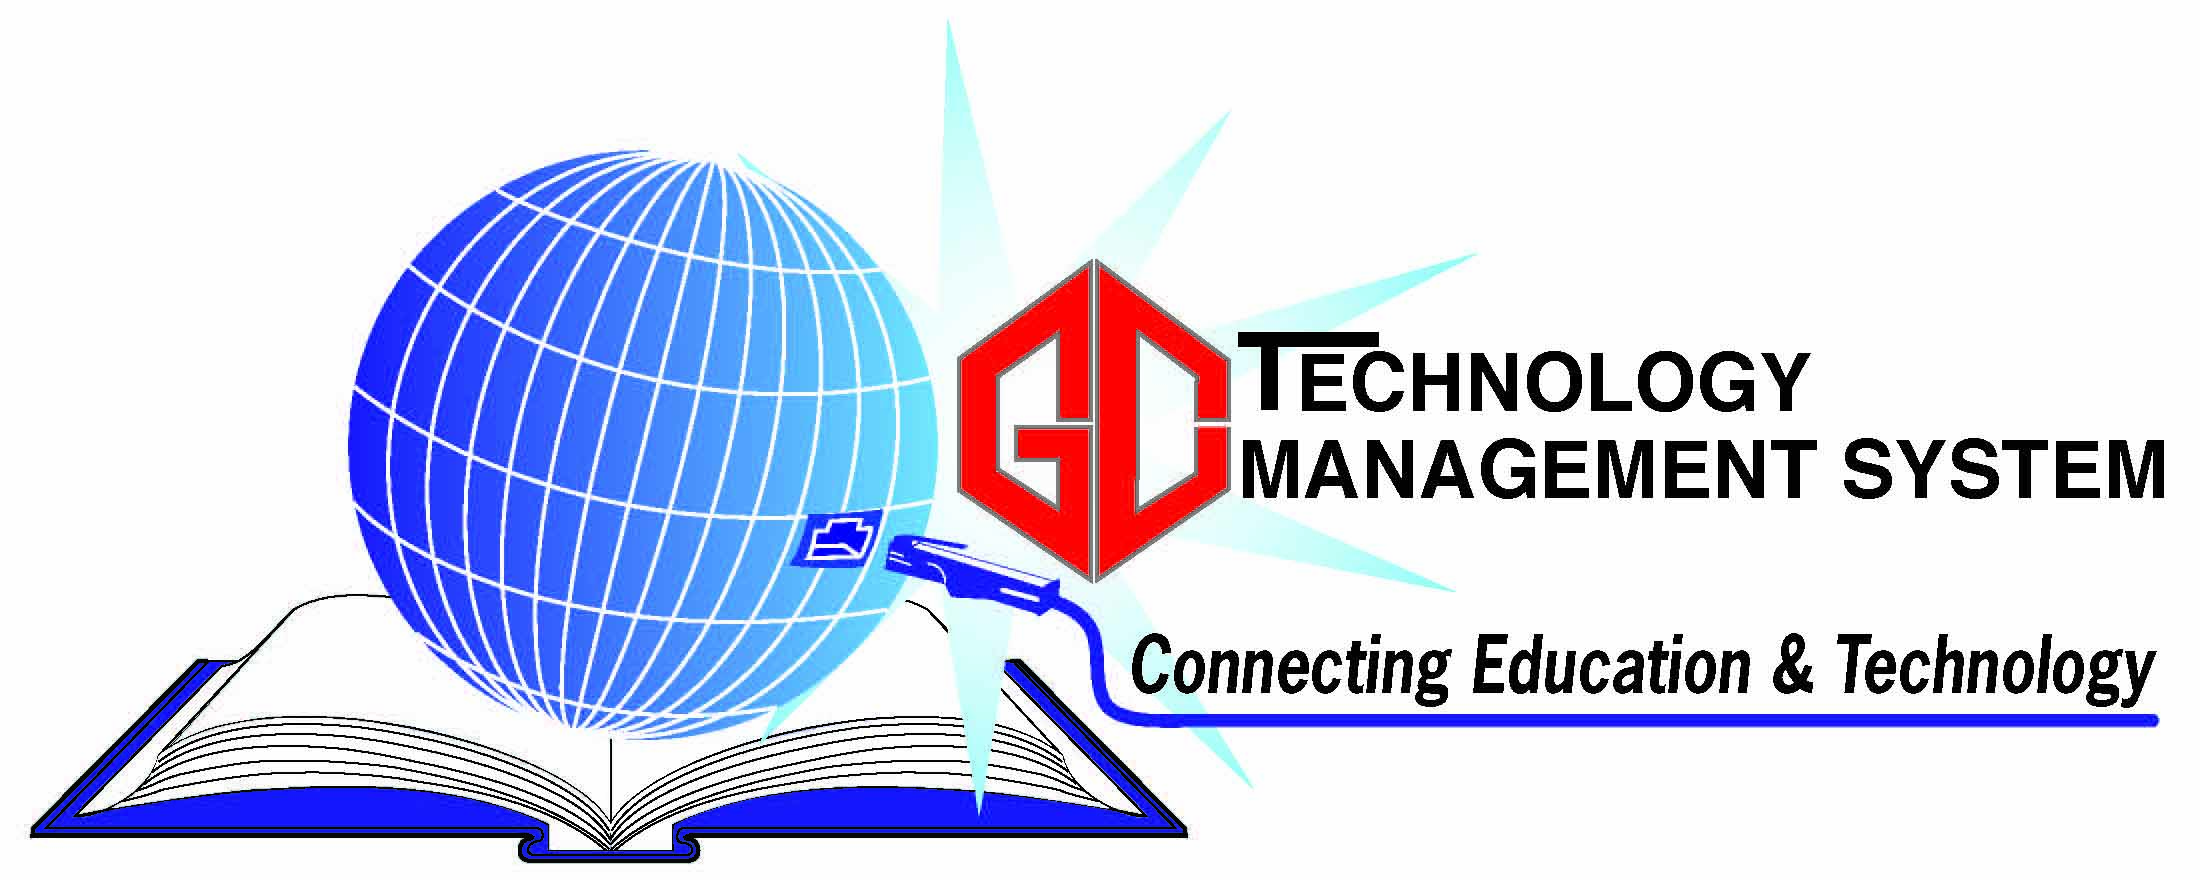 GC TECHNOLOGY
MANAGEMENT SYSTEM
Connecting Education & Technology